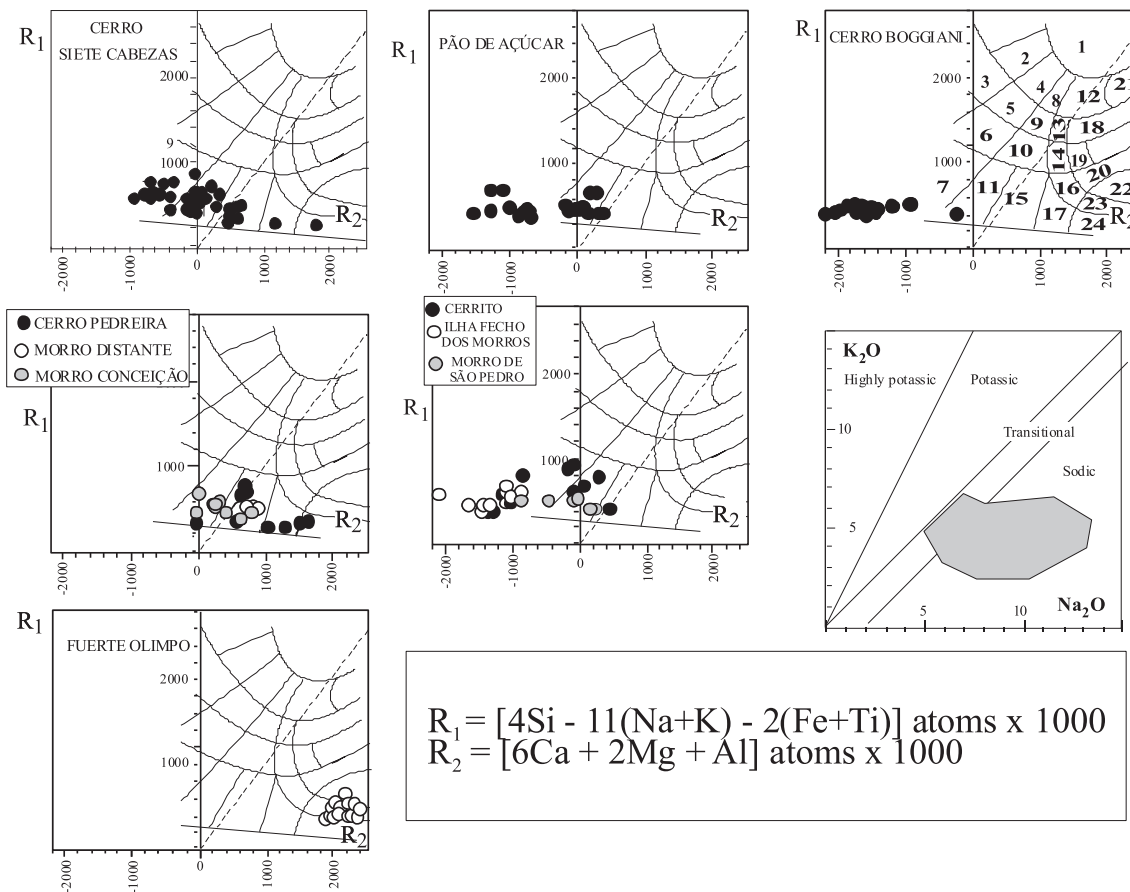 R1
CERRO
SIETE CABEZAS
2000
9
1000
R2
-2000
-1000
0
1000
2000
R1
PÃO DE AÇÚCAR
2000
1000
R2
-2000
-1000
0
1000
2000
R1
CERRO BOGGIANI
2000
1000
1
2
3
4
5
6
7
8
9
10
11
12
13
14
15
16
17
18
19
20
21
22
23
24
R2
-2000
-1000
0
1000
2000
CERRO PEDREIRA
MORRO DISTANTE
MORRO CONCEIÇÃO
R1
1000
R2
-2000
-1000
0
1000
2000
CERRITO
ILHA FECHO
DOS MORROS
MORRO DE
SÃO PEDRO
R1
2000
1000
R2
-2000
-1000
0
1000
2000
K2O
Highly potassic
Potassic
Transitional
Sodic
10
5
5
10
Na2O
R1
FUERTE OLIMPO
2000
1000
R2
-2000
-1000
0
1000
2000
R1 = [4Si - 11(Na+K) - 2(Fe+Ti)] atoms x 1000
R2 = [6Ca + 2Mg + Al] atoms x 1000